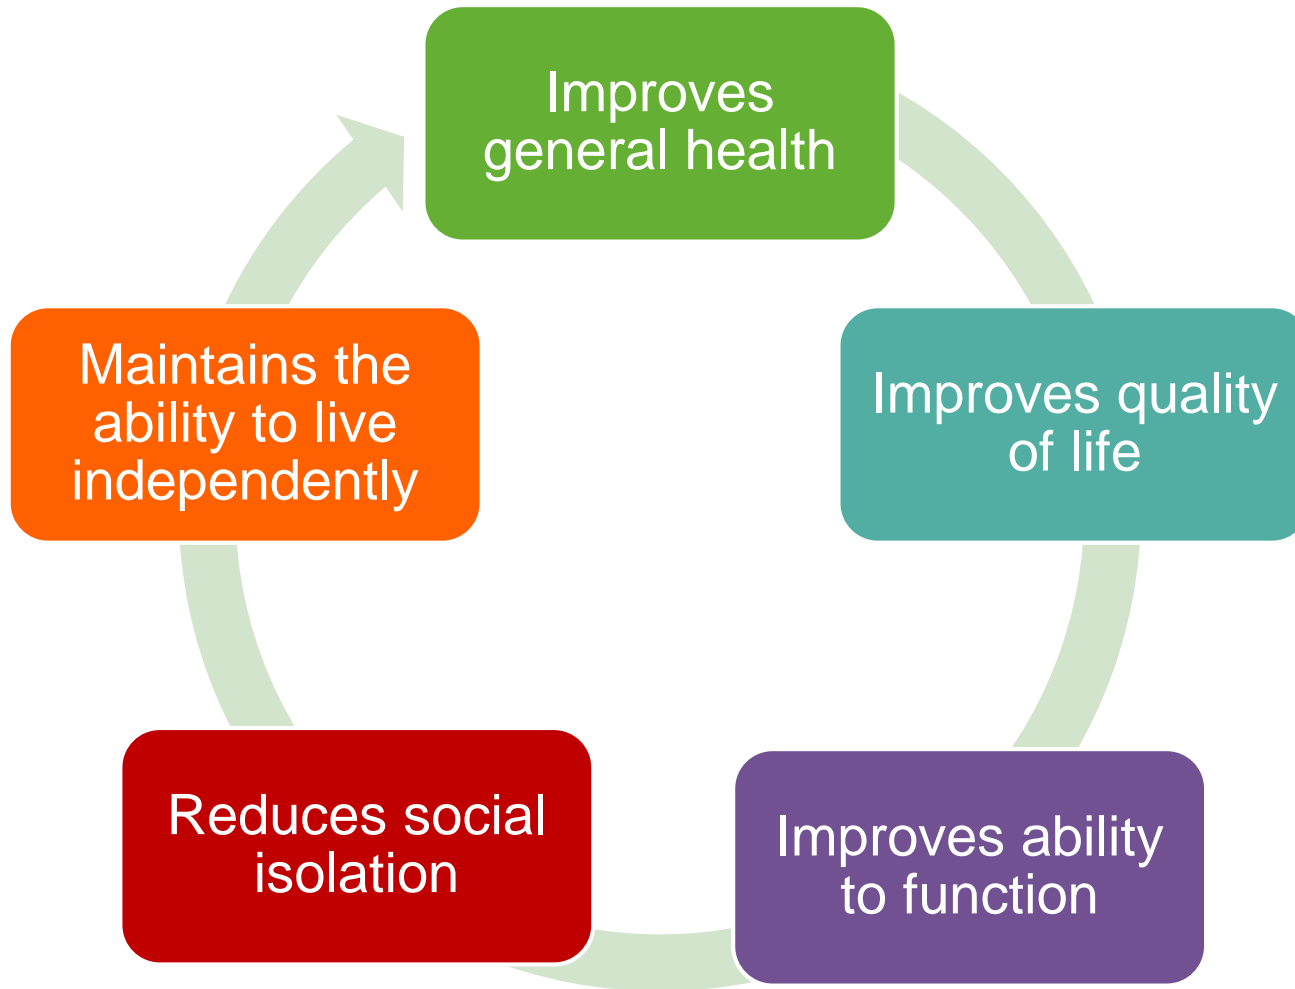 Improves
general health
Improves quality
of life
Improves ability
to function
Reduces social
isolation
Maintains the
ability to live
independently